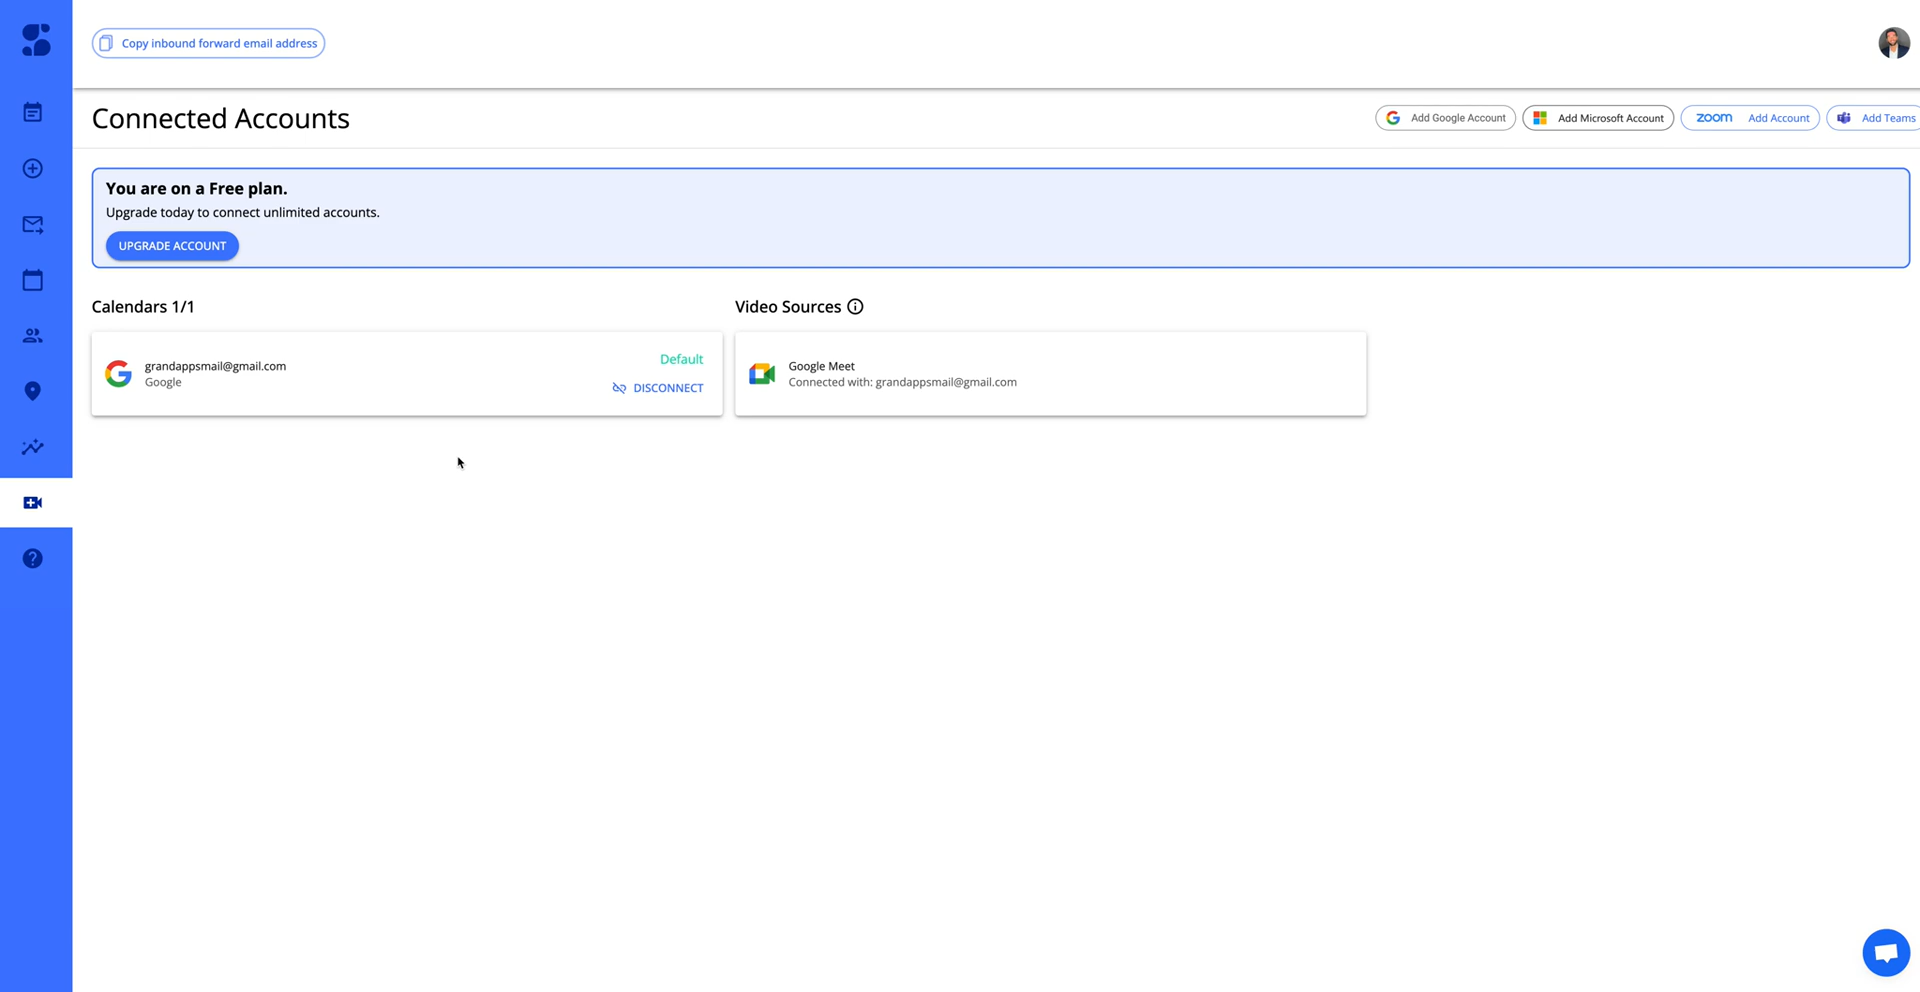 Copy inbound forward email address
Connected Accounts
Add Google Account
Add Microsoft Account
zoom Add Account
Add Teams
You are on a Free plan.
Upgrade today to connect unlimited accounts.
UPGRADE ACCOUNT
Calendars 1/1
Video Sources
grandappsmail@gmail.com
Google
Default
DISCONNECT
Google Meet
Connected with: grandappsmail@gmail.com